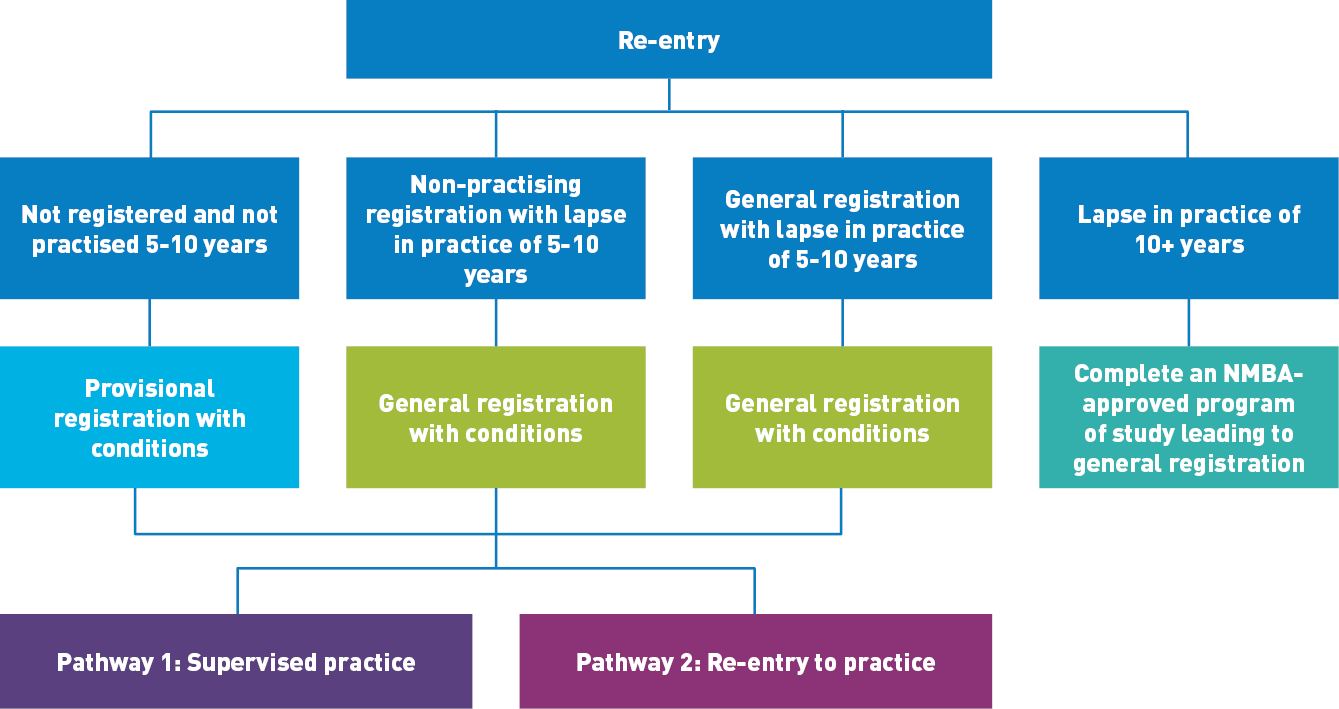 Re-entry
Not registered and not
practised 5-10 years
Non-practising
registration with lapse
in practice of 5-10
years
General registration
with lapse in practice
of 5-10 years
Lapse in practice of
10+ years
Provisional
registration with
conditions
General registration
with conditions
General registration
with conditions
Complete an NMBA-
approved program
of study leading to
general registration
Pathway 1: Supervised practice
Pathway 2: Re-entry to practice